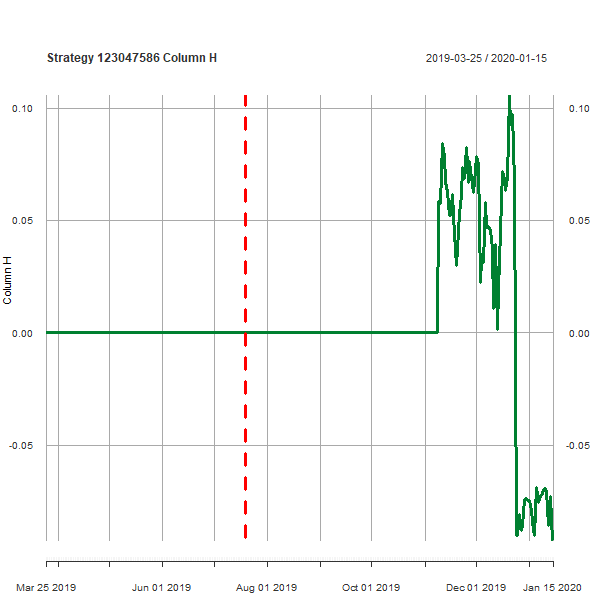 Strategy 123047586 Column H
2019-03-25 / 2020-01-15
0.10 0.10
0.05 0.05
Column H
0.00 0.00
-0.05 -0.05
Mar 25 2019 Jun 01 2019 Aug 01 2019 Oct 01 2019 Dec 01 2019 Jan 15 2020